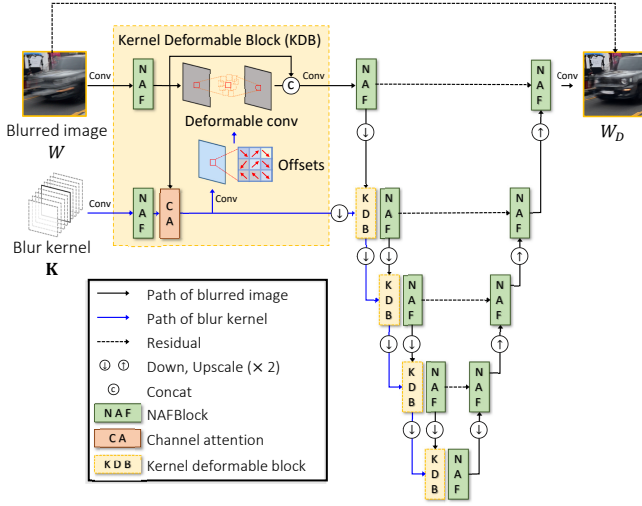 Kernel Deformable Block (KDB)
Conv
N A F
C
Conv
N A F
N A F
Conv
Blurred image
W
Deformable conv
Offsets
W_D
Conv
N A F
C A
Conv
Blur kernel
K
K D B
N A F
N A F
K D B
N A F
N A F
K D B
N A F
N A F
K D B
N A F
Path of blurred image
Path of blur kernel
Residual
↓ ↑ Down, Upscale (× 2)
C Concat
N A F NAFBlock
C A Channel attention
K D B Kernel deformable block